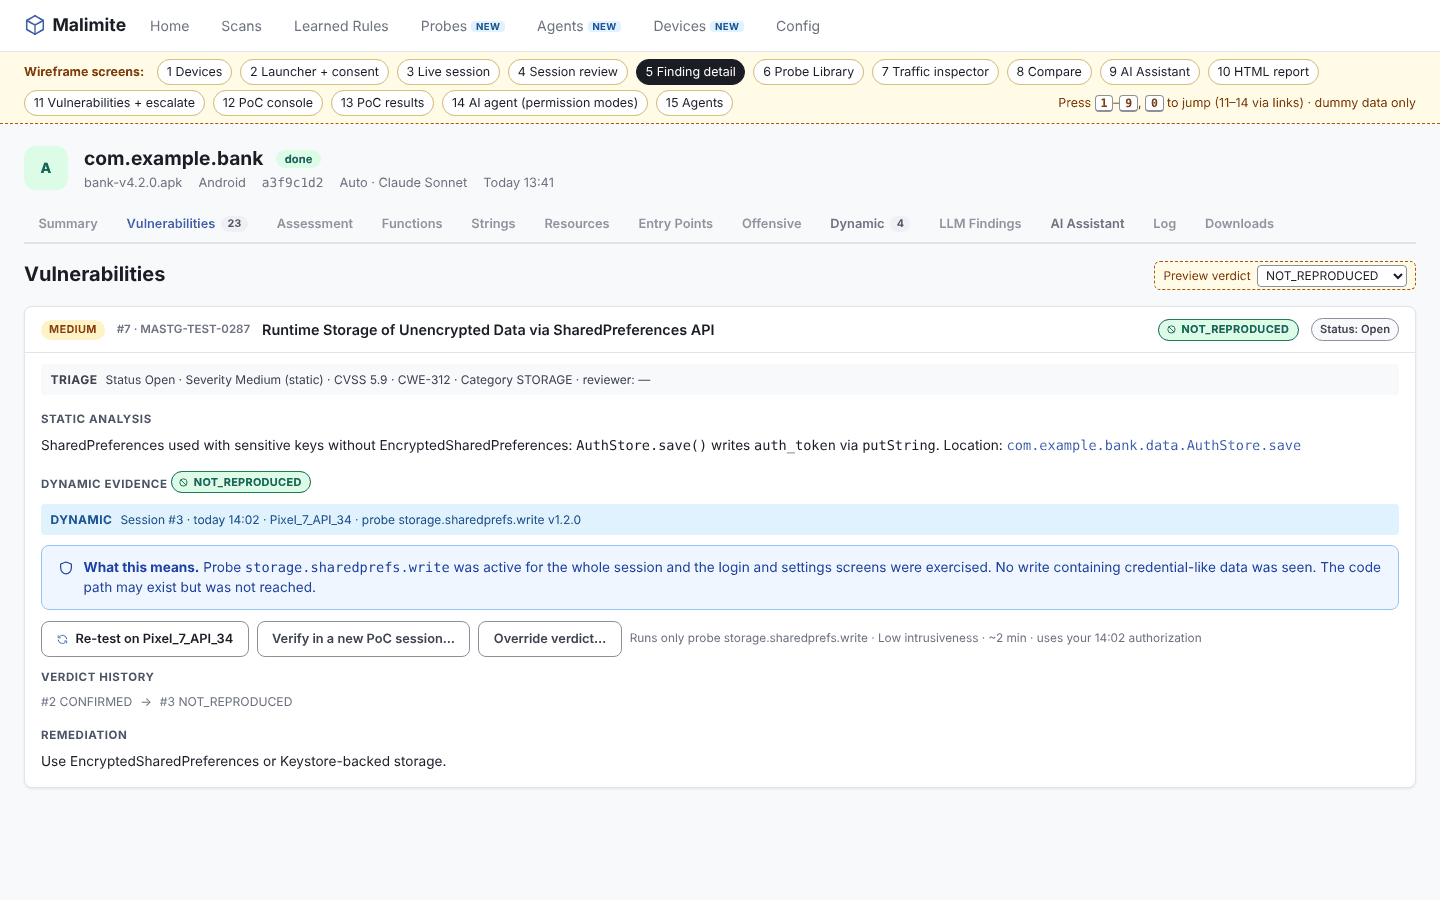 Malimite Home Scans Learned Rules Probes NEW Agents NEW Devices NEW Config
Wireframe screens: 1 Devices 2 Launcher + consent 3 Live session 4 Session review 5 Finding detail 6 Probe Library 7 Traffic inspector 8 Compare 9 AI Assistant 10 HTML report
11 Vulnerabilities + escalate 12 PoC console 13 PoC results 14 AI agent (permission modes) 15 Agents Press 1–9, 0 to jump (11–14 via links) · dummy data only
A
com.example.bank done
bank-v4.2.0.apk Android a3f9c1d2 Auto · Claude Sonnet Today 13:41
Summary Vulnerabilities 23 Assessment Functions Strings Resources Entry Points Offensive Dynamic 4 LLM Findings AI Assistant Log Downloads
Vulnerabilities Preview verdict NOT_REPRODUCED
MEDIUM #7 · MASTG-TEST-0287 Runtime Storage of Unencrypted Data via SharedPreferences API NOT_REPRODUCED Status: Open
TRIAGE Status Open · Severity Medium (static) · CVSS 5.9 · CWE-312 · Category STORAGE · reviewer: —
STATIC ANALYSIS
SharedPreferences used with sensitive keys without EncryptedSharedPreferences: AuthStore.save() writes auth_token via putString. Location: com.example.bank.data.AuthStore.save
DYNAMIC EVIDENCE NOT_REPRODUCED
DYNAMIC Session #3 · today 14:02 · Pixel_7_API_34 · probe storage.sharedprefs.write v1.2.0
What this means. Probe storage.sharedprefs.write was active for the whole session and the login and settings screens were exercised. No write containing credential-like data was seen. The code
path may exist but was not reached.
Re-test on Pixel_7_API_34 Verify in a new PoC session... Override verdict... Runs only probe storage.sharedprefs.write · Low intrusiveness · ~2 min · uses your 14:02 authorization
VERDICT HISTORY
#2 CONFIRMED → #3 NOT_REPRODUCED
REMEDIATION
Use EncryptedSharedPreferences or Keystore-backed storage.